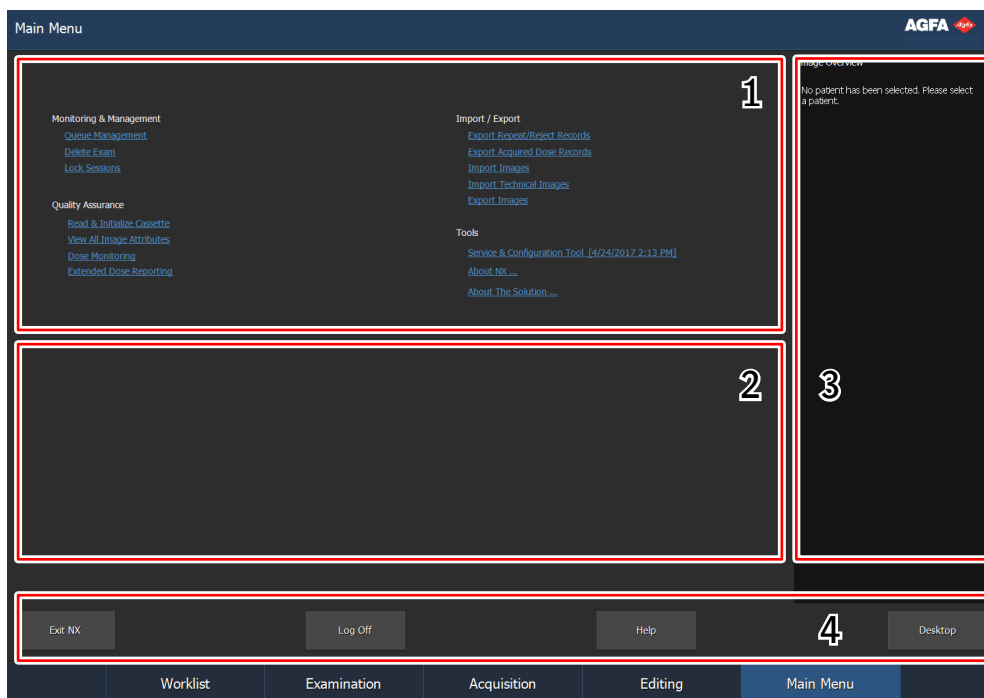 Main Menu
AGFA
Agfa
1
Monitoring & Management
Queue Management
Delete Exam
Lock Sessions
Quality Assurance
Read & Initialize Cassette
View All Image Attributes
Dose Monitoring
Extended Dose Reporting
Import / Export
Export Repeat/Reject Records
Export Acquired Dose Records
Import Images
Import Technical Images
Export Images
Tools
Service & Configuration Tool [4/24/2017 2:13 PM]
About NX ...
About The Solution ...
2
Image Overview
No patient has been selected. Please select
a patient.
3
Exit NX
Log Off
Help
4
Desktop
Worklist
Examination
Acquisition
Editing
Main Menu